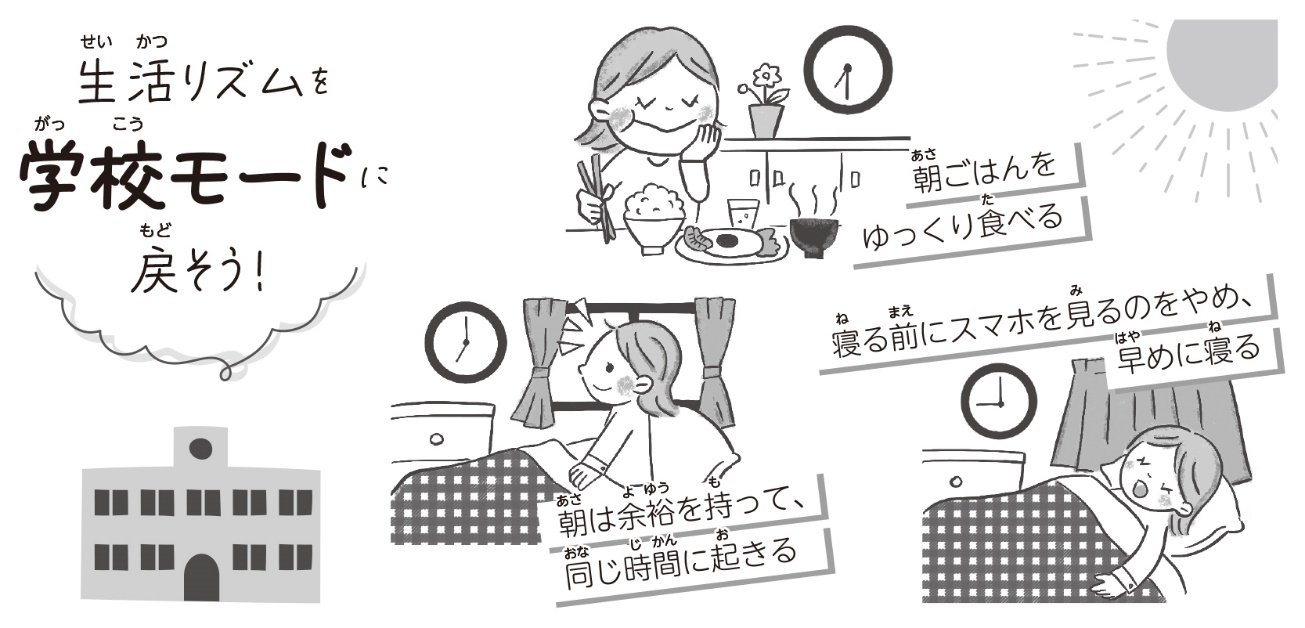 生活リズムを
学校モードに
戻そう!
朝ごはんを
ゆっくり食べる
寝る前にスマホを見るのをやめ、
早めに寝る
朝は余裕を持って、
同じ時間に起きる